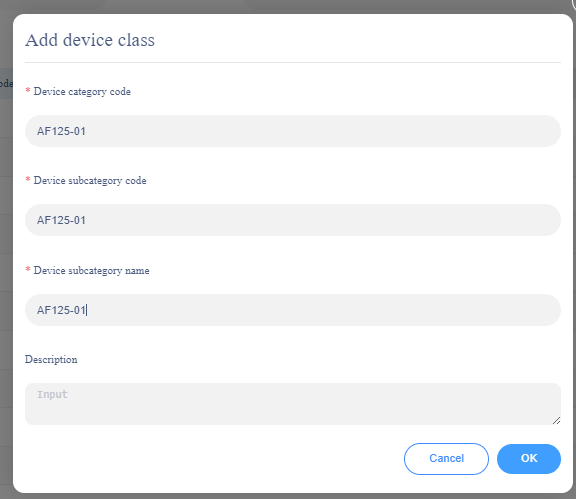 Add device class
* Device category code
AF125-01
* Device subcategory code
AF125-01
* Device subcategory name
AF125-01
Description
Input
Cancel
OK